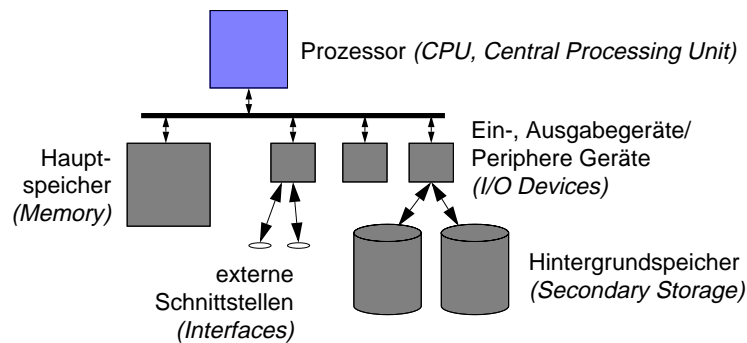 Prozessor (CPU, Central Processing Unit)
Haupt-
speicher
(Memory)
Ein-, Ausgabegeräte/
Periphere Geräte
(I/O Devices)
externe
Schnittstellen
(Interfaces)
Hintergrundspeicher
(Secondary Storage)